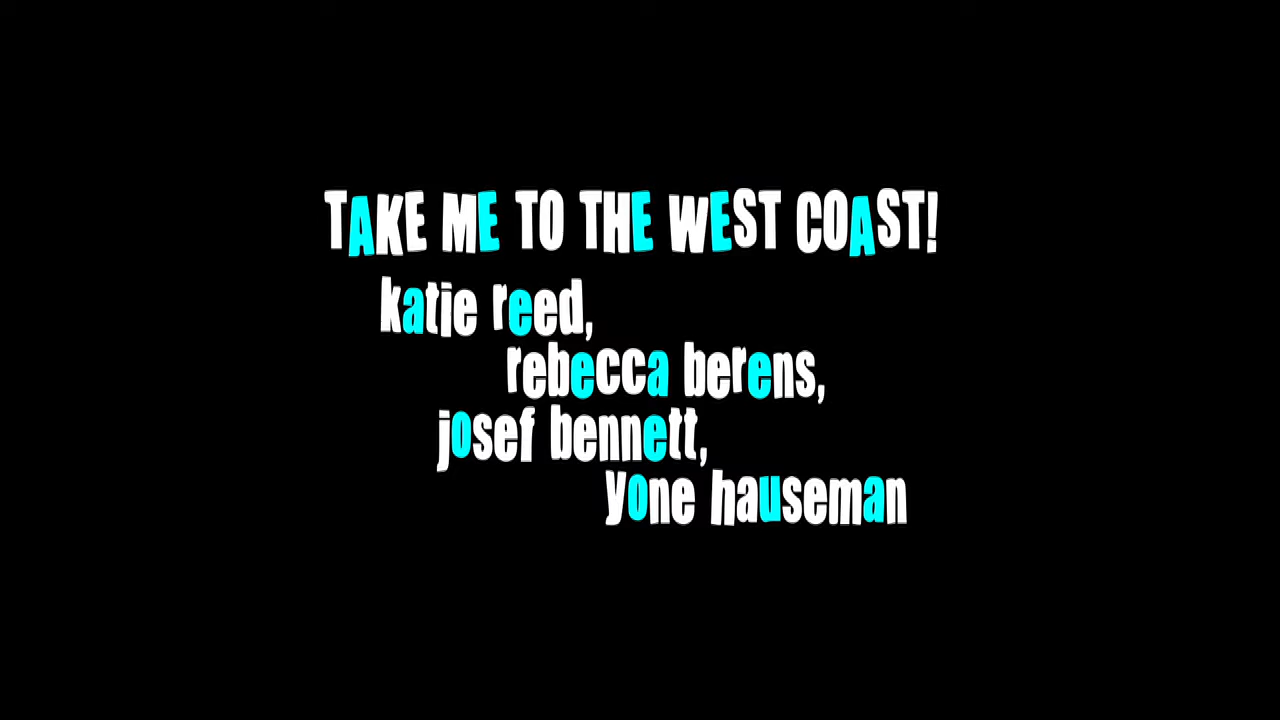 TAKE ME TO THE WEST COAST!
katie reed,
rebecca berens,
josef bennett,
yone hauseman